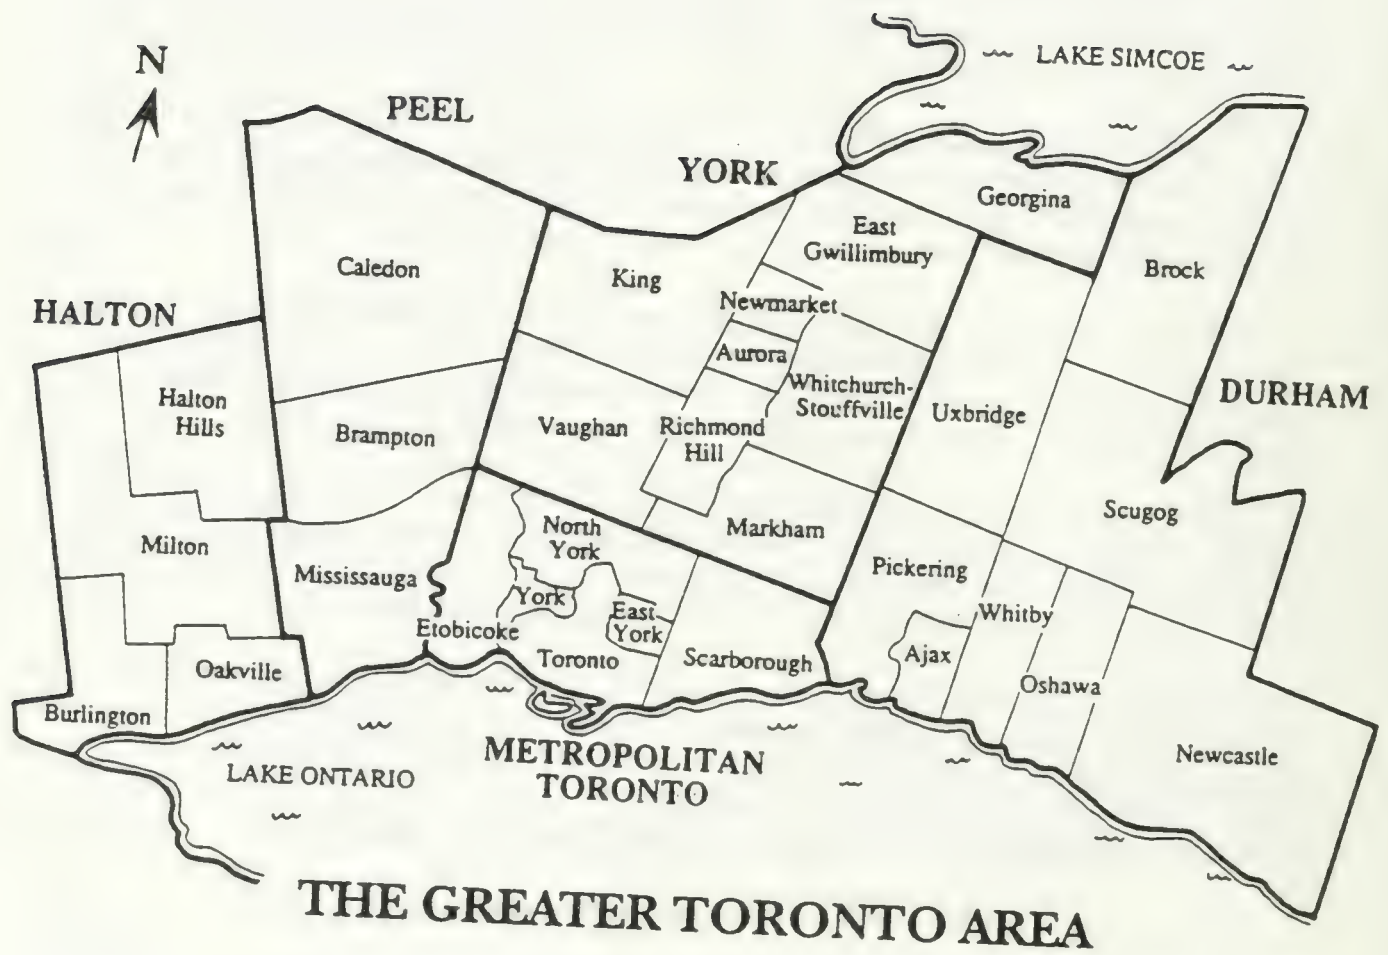 N
LAKE SIMCOE
PEEL
YORK
Georgina
East
Gwillimbury
Caledon
King
Brock
HALTON
Newmarket
Aurora
Whitchurch-
Stouffville
DURHAM
Halton
Hills
Brampton
Vaughan
Richmond
Hill
Uxbridge
Scugog
Markham
North
York
Milton
Mississauga
Pickering
York
East
York
Whitby
Etobicoke
Toronto
Scarborough
Ajax
Oakville
Oshawa
Burlington
Newcastle
METROPOLITAN
TORONTO
LAKE ONTARIO
THE GREATER TORONTO AREA